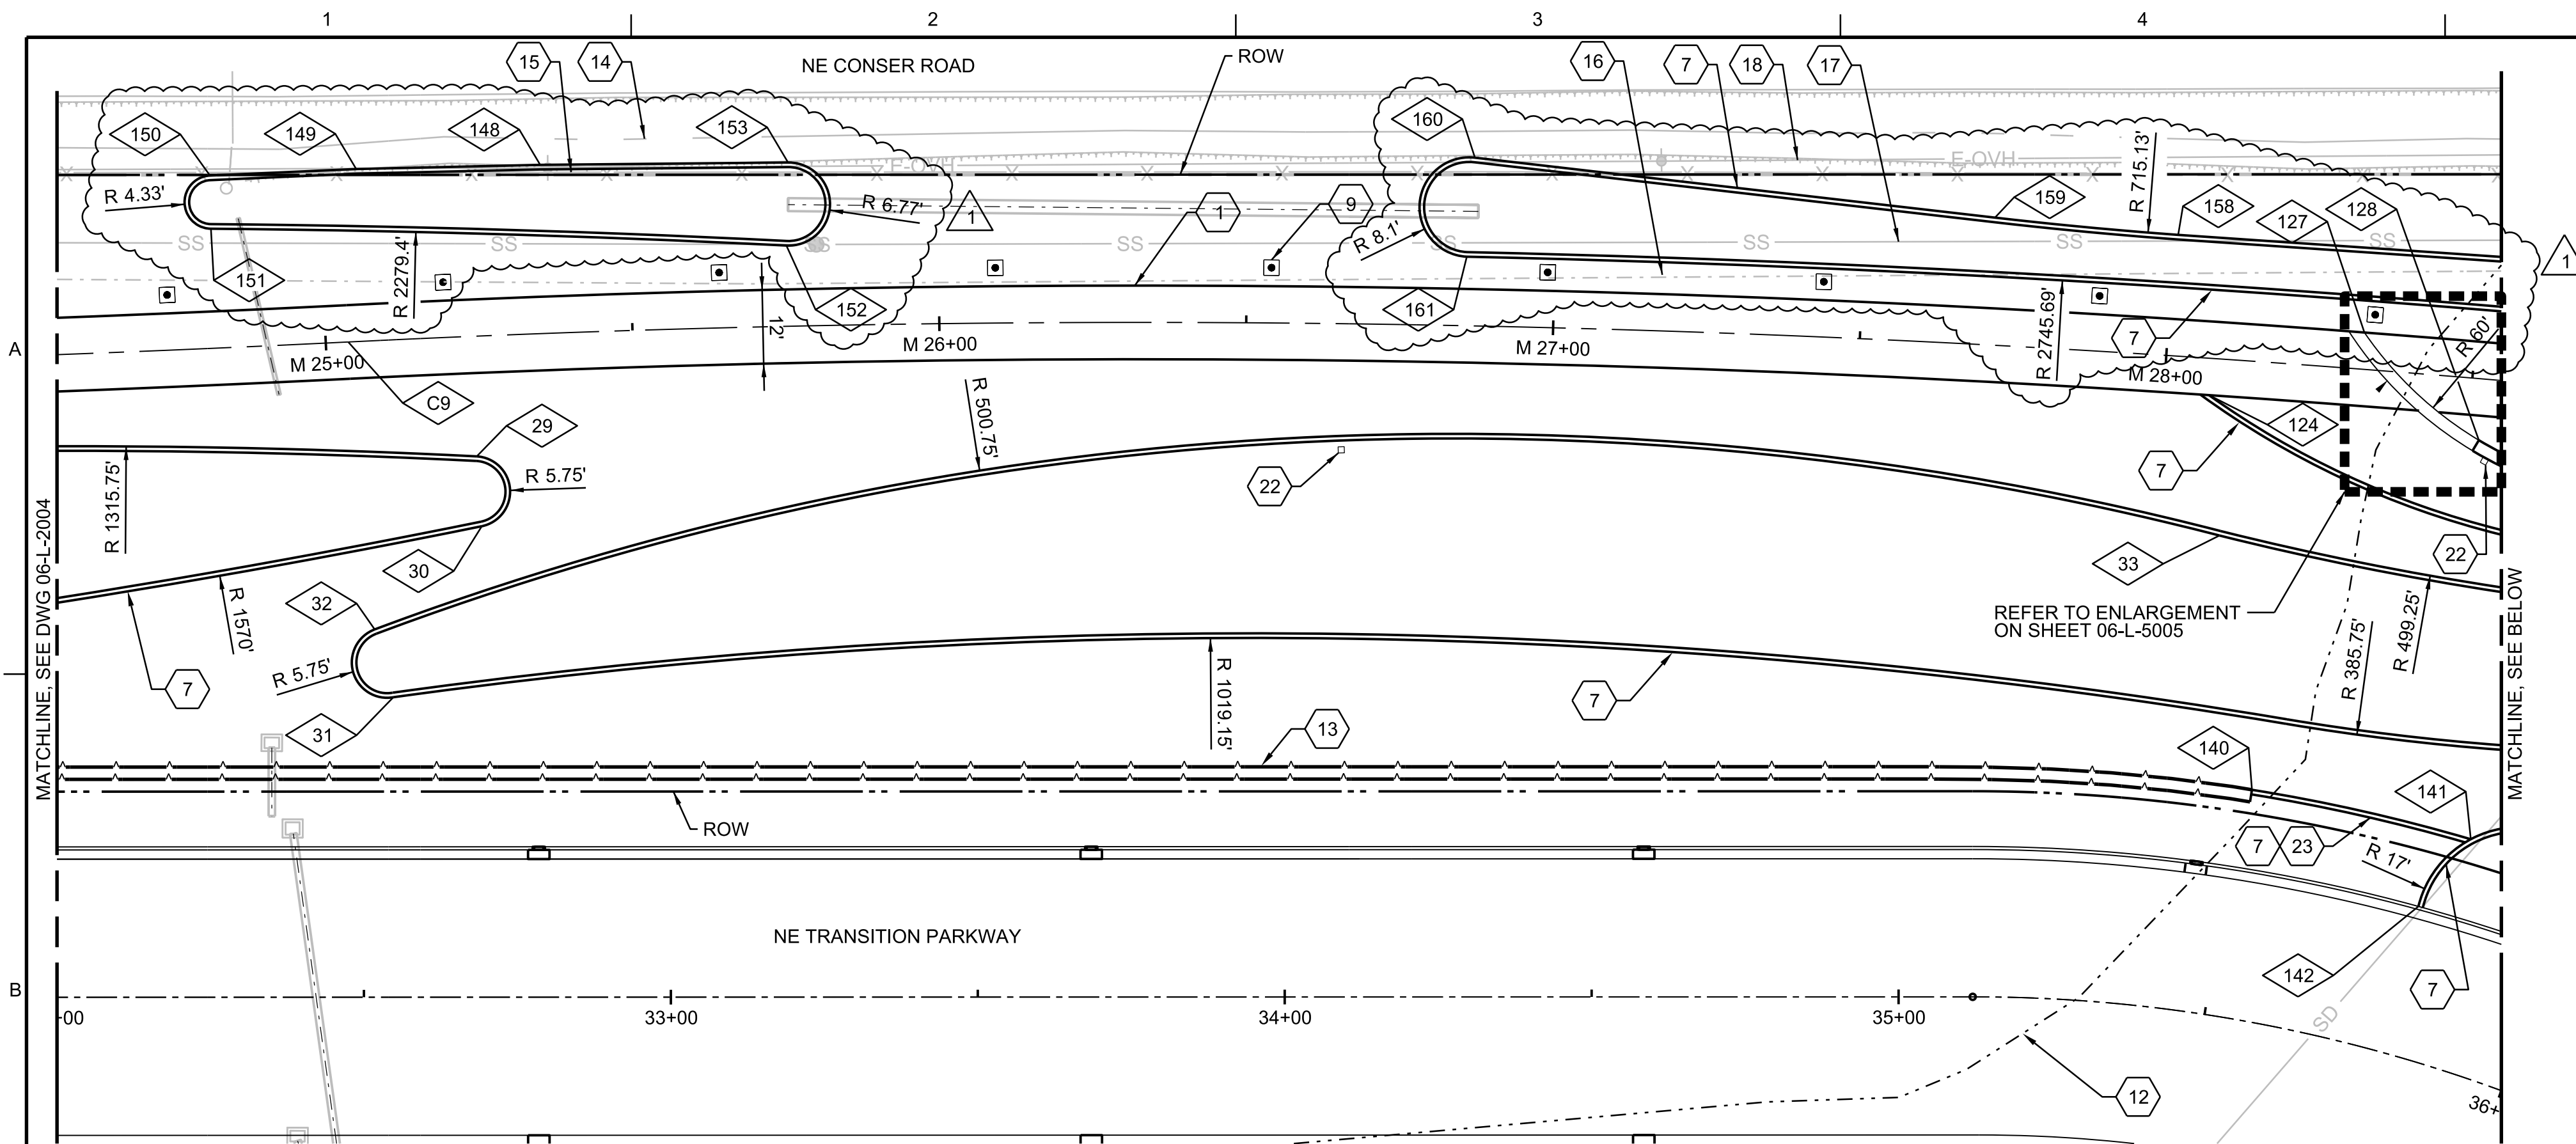 1
2
3
4
15
14
NE CONSER ROAD
ROW
16
7
18
17
150
149
148
153
160
E-OVH
E-OVH
R 715.13'
R 4.33'
R 6.77'
1
1
9
159
158
127
128
SS
SS
SS
SS
SS
SS
SS
SS
R 8.1'
1
151
R 2279.4'
152
161
12'
R 2745.69'
7
R 60'
A
M 25+00
M 26+00
M 27+00
M 28+00
C9
29
R 500.75'
124
R 1315.75'
R 5.75'
22
7
30
33
22
32
R 1570'
REFER TO ENLARGEMENT
ON SHEET 06-L-5005
MATCHLINE, SEE DWG 06-L-2004
MATCHLINE, SEE BELOW
R 5.75'
7
R 1019.15'
7
R 385.75'
R 499.25'
31
13
140
141
ROW
7
23
R 17'
NE TRANSITION PARKWAY
142
7
B
-00
33+00
34+00
35+00
SD
12
36+